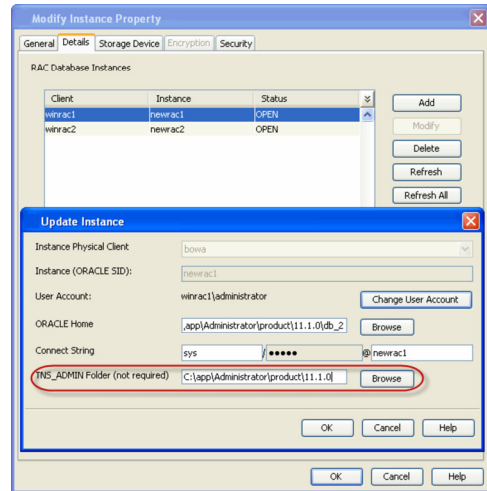 Modify Instance Property
General Details Storage Device Encryption Security
RAC Database Instances
Client Instance Status
winrac1 newrac1 OPEN
winrac2 newrac2 OPEN
Add
Modify
Delete
Refresh
Refresh All
Update Instance
Instance Physical Client bowa
Instance (ORACLE SID): newrac1
User Account: winrac1\administrator Change User Account
ORACLE Home .app\Administrator\product\11.1.0\db_2 Browse
Connect String sys / ●●●●● @ newrac1
TNS_ADMIN Folder (not required) C:\app\Administrator\product\11.1.0 Browse
OK Cancel Help
OK Cancel Help